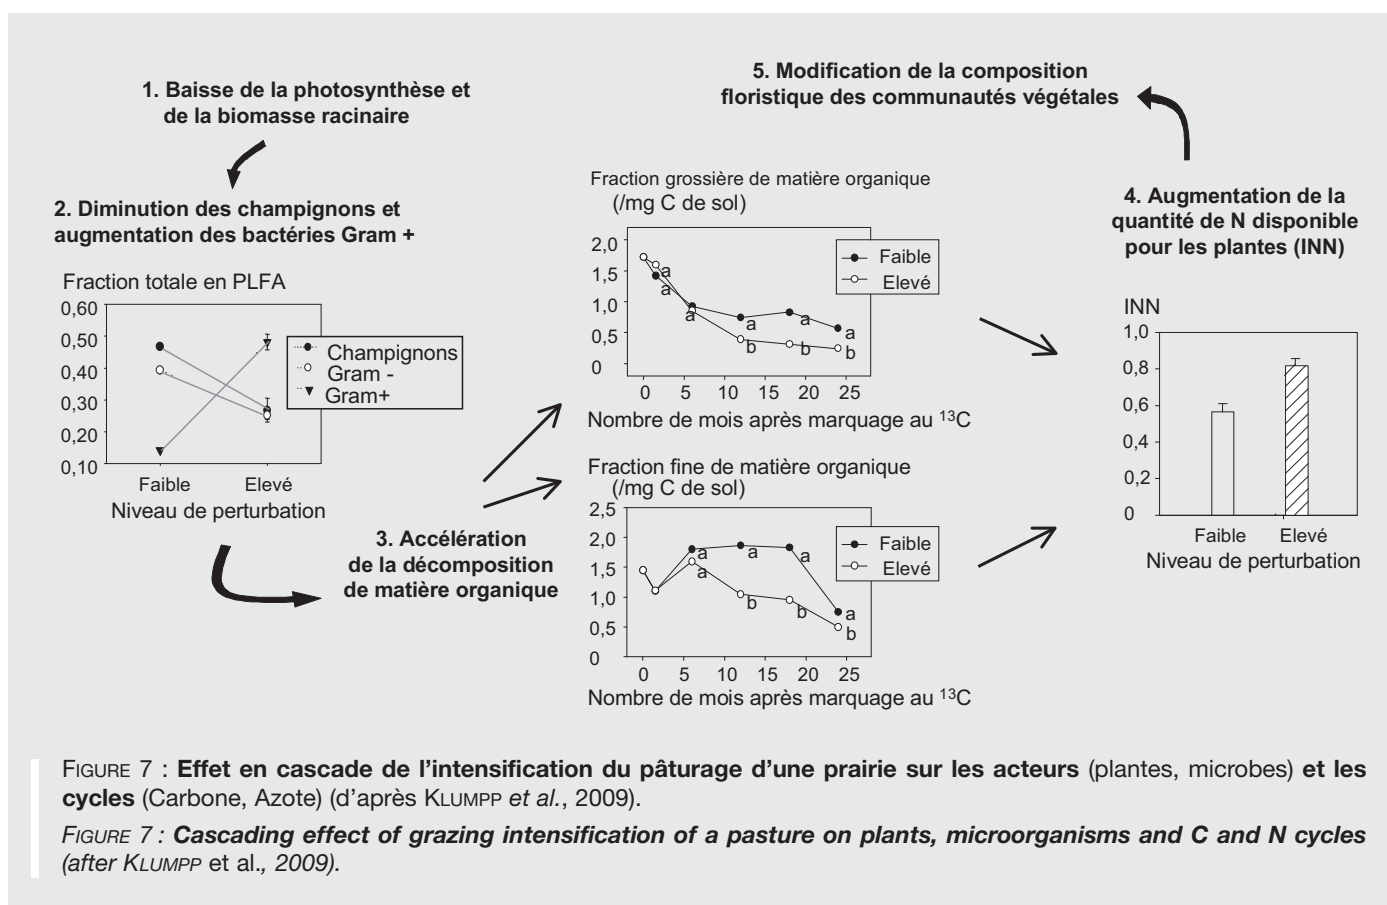 1. Baisse de la photosynthèse et
de la biomasse racinaire
2. Diminution des champignons et
augmentation des bactéries Gram +
Fraction totale en PLFA
0,60
0,50
0,40
0,30
0,20
0,10
Champignons
Gram -
Gram+
Faible Elevé
Niveau de perturbation
3. Accélération
de la décomposition
de matière organique
Fraction grossière de matière organique
(/mg C de sol)
2,0
1,5
1,0
0,5
0
Faible
Elevé
a
a
a
a
a
a
b
b
b
0 5 10 15 20 25
Nombre de mois après marquage au 13C
Fraction fine de matière organique
(/mg C de sol)
2,5
2,0
1,5
1,0
0,5
0
Faible
Elevé
a
a
a
a
a
b
b
b
0 5 10 15 20 25
Nombre de mois après marquage au 13C
4. Augmentation de la
quantité de N disponible
pour les plantes (INN)
INN
1,0
0,8
0,6
0,4
0,2
0
Faible Elevé
Niveau de perturbation
5. Modification de la composition
floristique des communautés végétales
FIGURE 7 : Effet en cascade de l'intensification du pâturage d'une prairie sur les acteurs (plantes, microbes) et les
cycles (Carbone, Azote) (d'après KLUMPP et al., 2009).
FIGURE 7 : Cascading effect of grazing intensification of a pasture on plants, microorganisms and C and N cycles
(after KLUMPP et al., 2009).